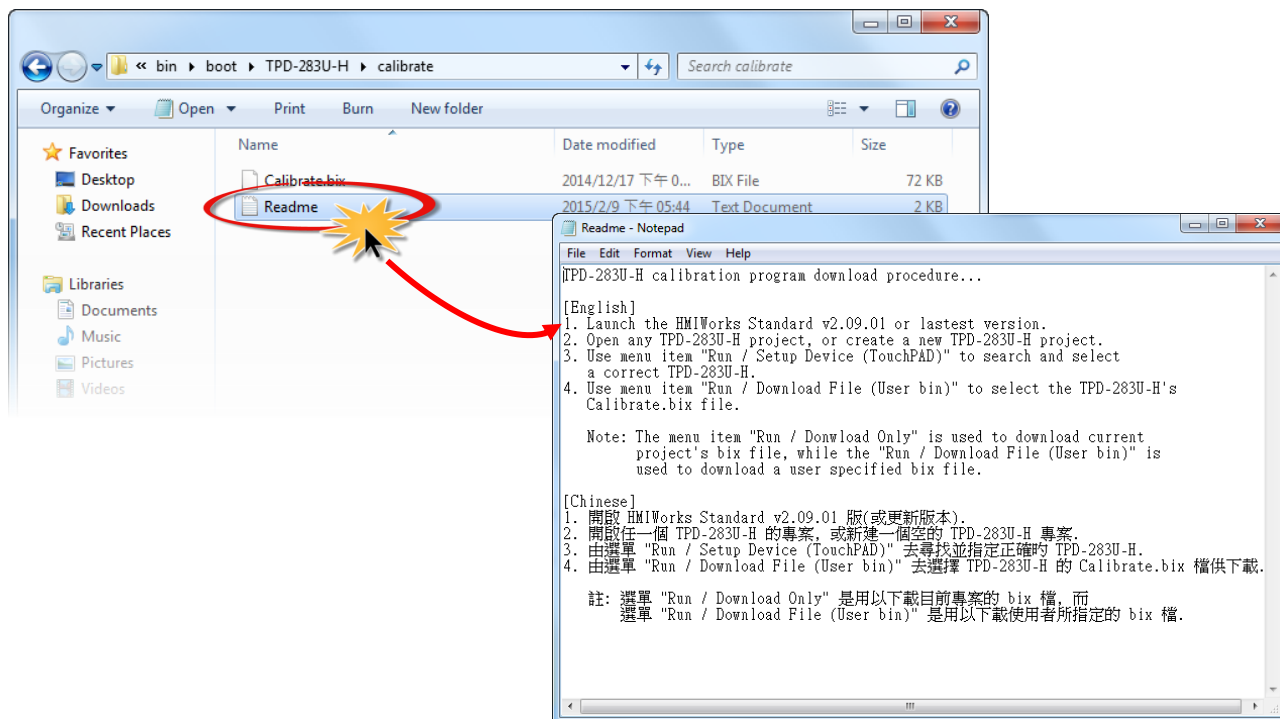 « bin ▸ boot ▸ TPD-283U-H ▸ calibrate
Search calibrate
Organize Open Print Burn New folder
Name Date modified Type Size
Favorites
Desktop
Downloads
Recent Places
Libraries
Documents
Music
Pictures
Videos
Calibrate.bix 2014/12/17 下午 0... BIX File 72 KB
Readme 2015/2/9 下午 05:44 Text Document 2 KB
Readme - Notepad
File Edit Format View Help
TPD-283U-H calibration program download procedure...
[English]
1. Launch the HMIWorks Standard v2.09.01 or lastest version.
2. Open any TPD-283U-H project, or create a new TPD-283U-H project.
3. Use menu item "Run / Setup Device (TouchPAD)" to search and select
a correct TPD-283U-H.
4. Use menu item "Run / Download File (User bin)" to select the TPD-283U-H's
Calibrate.bix file.
Note: The menu item "Run / Donwload Only" is used to download current
project's bix file, while the "Run / Download File (User bin)" is
used to download a user specified bix file.
[Chinese]
1. 開啟 HMIWorks Standard v2.09.01 版(或更新版本).
2. 開啟任一個 TPD-283U-H 的專案, 或新建一個空的 TPD-283U-H 專案.
3. 由選單 "Run / Setup Device (TouchPAD)" 去尋找並指定正確的 TPD-283U-H.
4. 由選單 "Run / Download File (User bin)" 去選擇 TPD-283U-H 的 Calibrate.bix 檔供下載.
註: 選單 "Run / Download Only" 是用以下載目前專案的 bix 檔, 而
選單 "Run / Download File (User bin)" 是用以下載使用者所指定的 bix 檔.